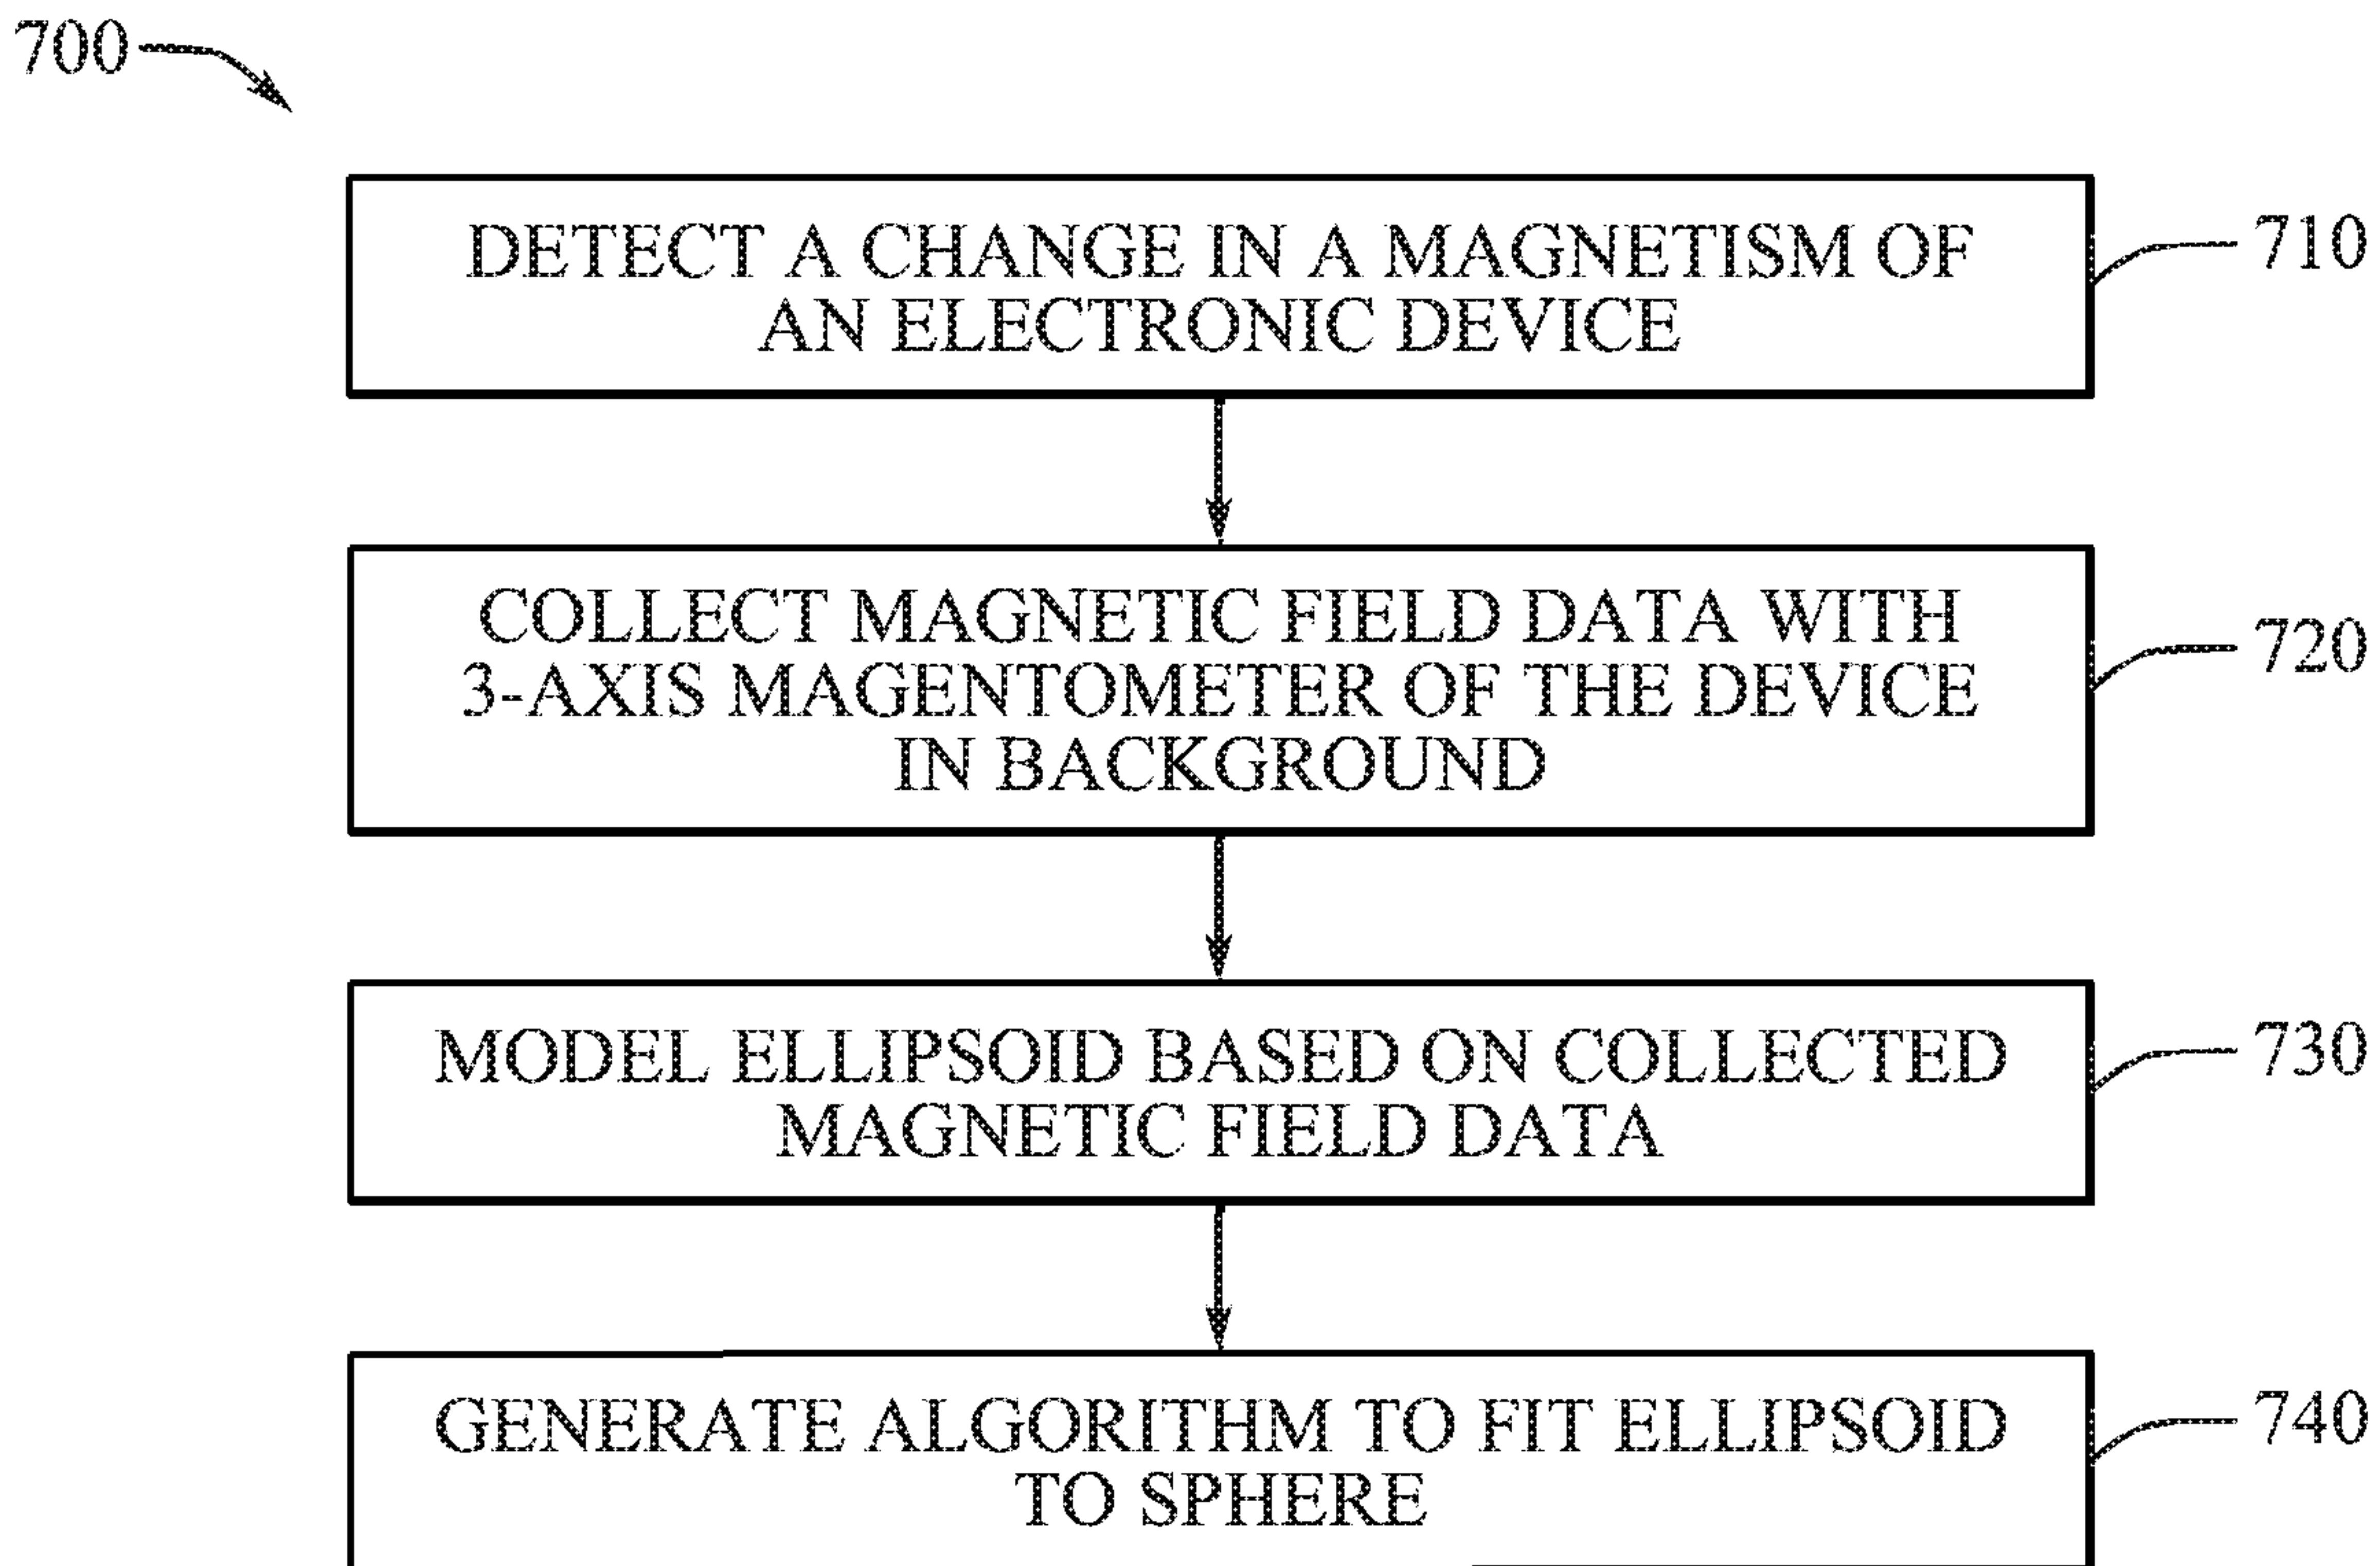 700
DETECT A CHANGE IN A MAGNETISM OF
AN ELECTRONIC DEVICE
710
COLLECT MAGNETIC FIELD DATA WITH
3-AXIS MAGENTOMETER OF THE DEVICE
IN BACKGROUND
720
MODEL ELLIPSOID BASED ON COLLECTED
MAGNETIC FIELD DATA
730
GENERATE ALGORITHM TO FIT ELLIPSOID
TO SPHERE
740